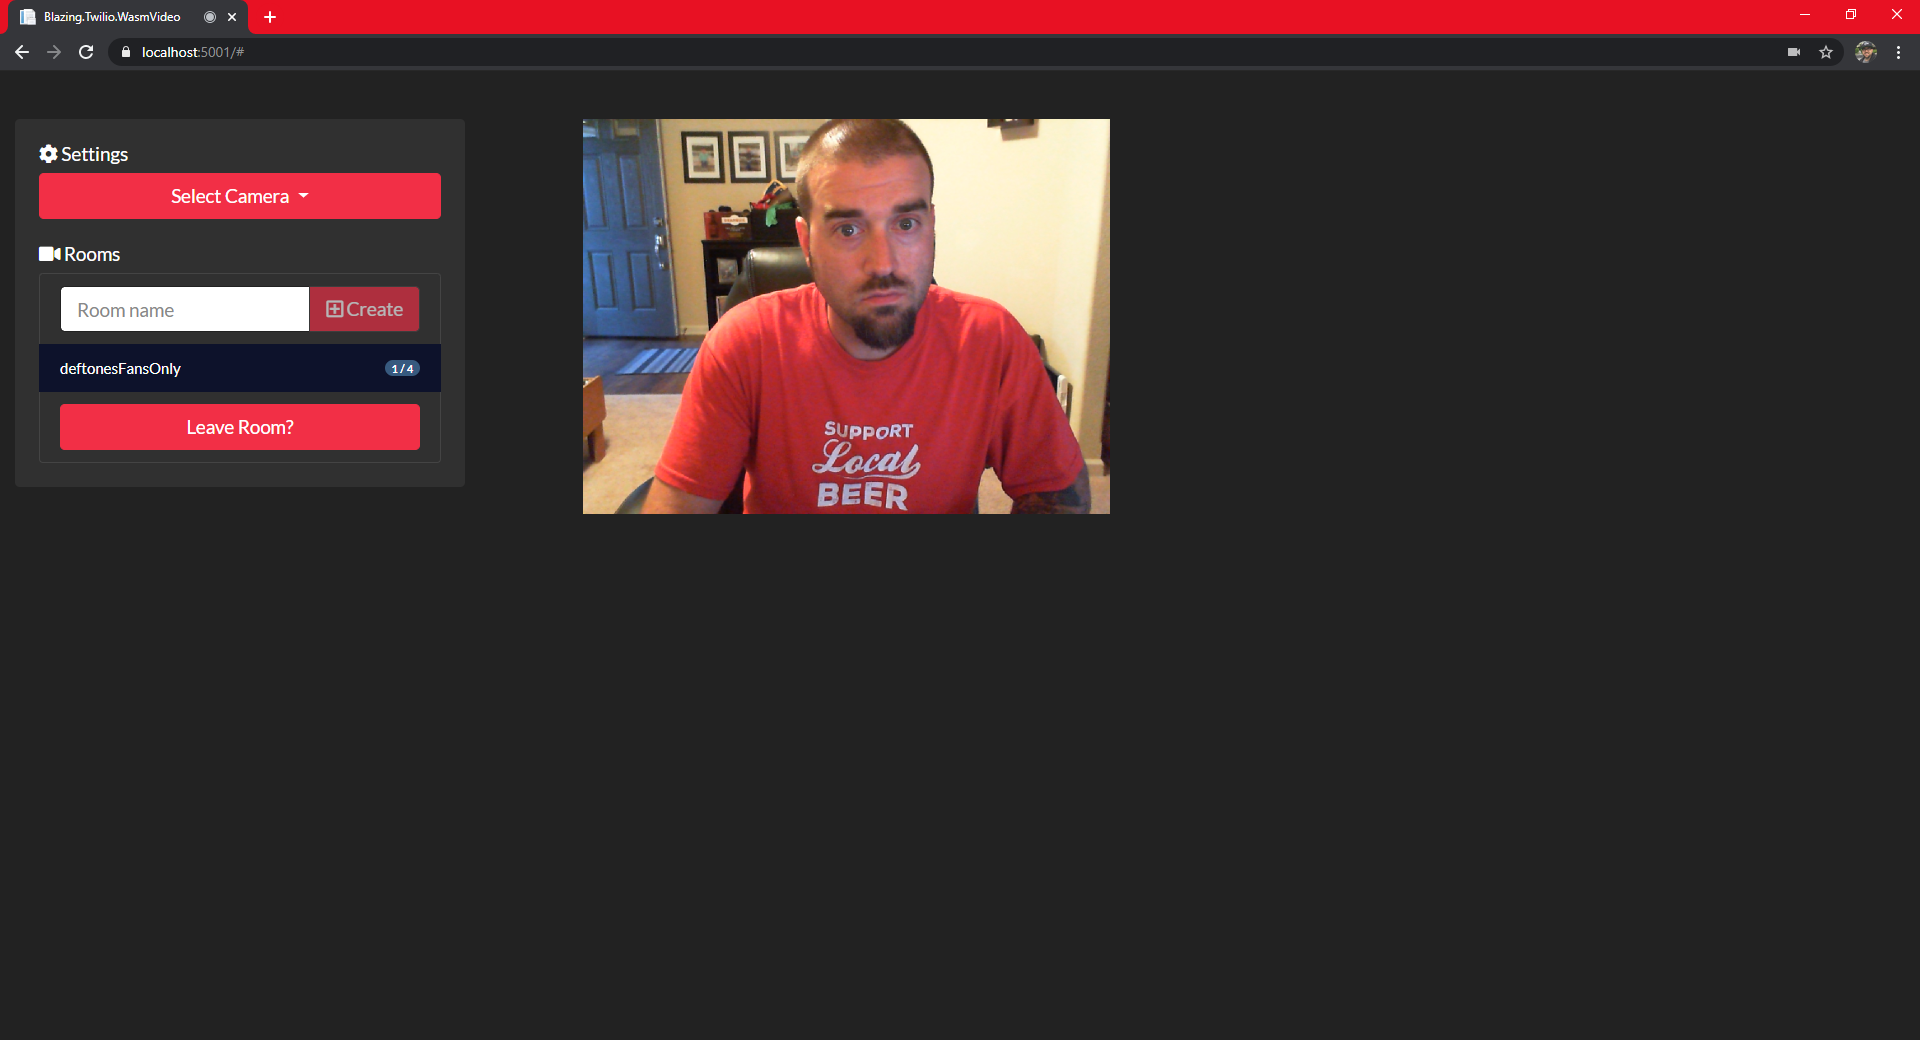 Blazing.Twilio.WasmVideo
localhost:5001/#
Settings
Select Camera
Rooms
Room name
Create
deftonesFansOnly
1 / 4
Leave Room?
SUPPORT
Local
BEER